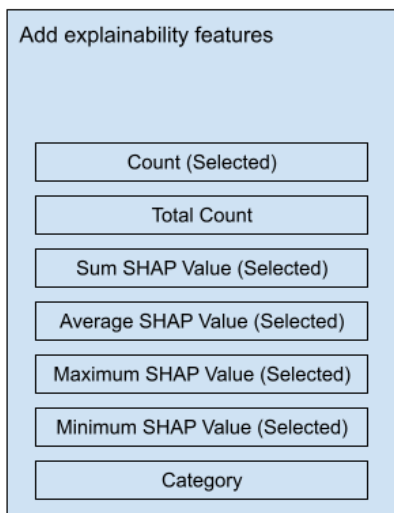 Add explainability features
Count (Selected)
Total Count
Sum SHAP Value (Selected)
Average SHAP Value (Selected)
Maximum SHAP Value (Selected)
Minimum SHAP Value (Selected)
Category